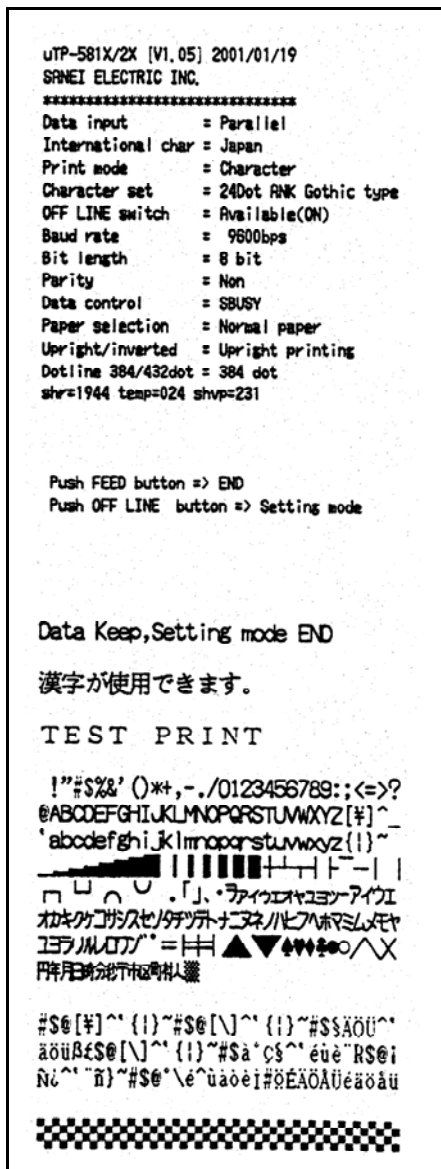 uTP-581X/2X [V1.05] 2001/01/19
SANEI ELECTRIC INC.
*****************************
Data input = Parallel
International char = Japan
Print mode = Character
Character set = 24Dot ANK Gothic type
OFF LINE switch = Available(ON)
Baud rate = 9600bps
Bit length = 8 bit
Parity = Non
Data control = SBUSY
Paper selection = Normal paper
Upright/inverted = Upright printing
Dotline 384/432dot = 384 dot
shr=1944 temp=024 shvp=231
Push FEED button => END
Push OFF LINE button => Setting mode
Data Keep,Setting mode END
漢字が使用できます。
TEST PRINT
!"#$%&'()*+,-./0123456789:;<=>?
@ABCDEFGHIJKLMNOPQRSTUVWXYZ[¥]^_
`abcdefghijklmnopqrstuvwxyz{|}~
。「」、・ヲァィゥェォャュョッーアイウエ
オカキクケコサシスセソタチツテトナニヌネノハヒフヘホマミムメモヤ
ユヨラリルレロワン゛゜=▲▼♠♥♦♣●○/\X
円年月日時分秒〒市区町村人▒
#$@[¥]^`{|}~#$@[\]^`{|}~#$§ÄÖÜ^`
äöüß£$@[\]^`{|}~#$à°ç§^`éùè¨R$@¡
Ñ¿^`¨ñ}~#$@°\é^ùàòèì#¤ÉÄÖÅÜéäöåü